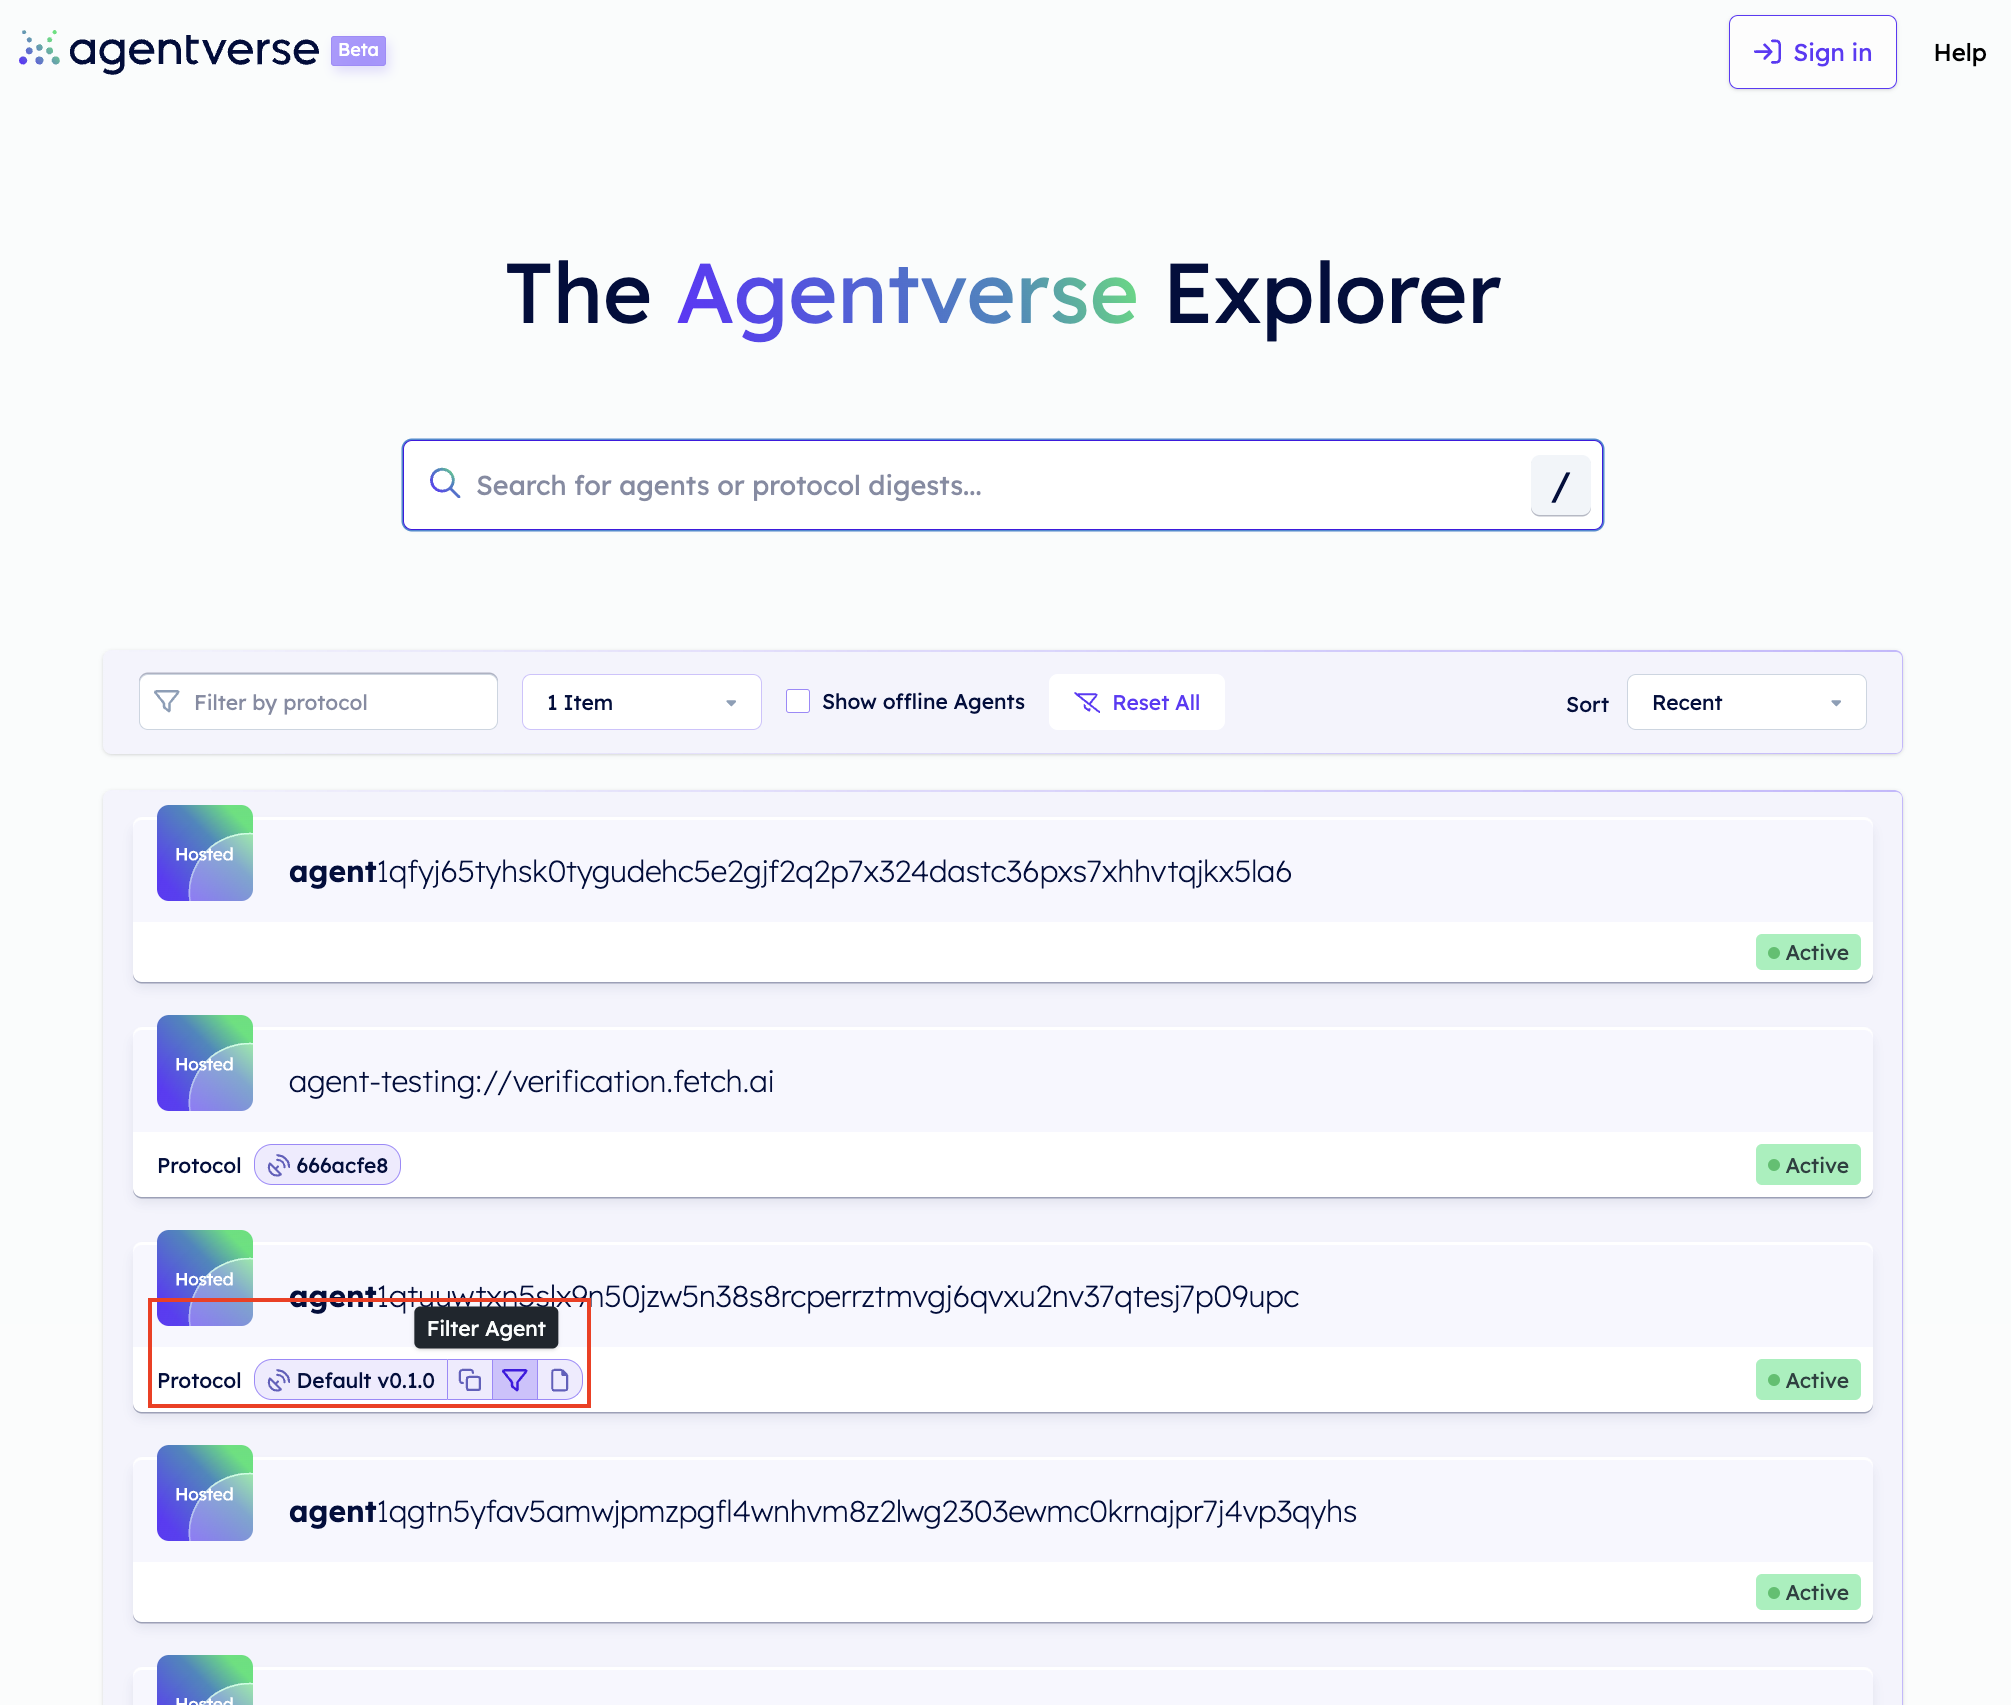 agentverse Beta
Sign in
Help
The Agentverse Explorer
Search for agents or protocol digests...
/
Filter by protocol
1 Item
Show offline Agents
Reset All
Sort
Recent
Hosted
agent1qfyj65tyhsk0tygudehc5e2gjf2q2p7x324dastc36pxs7xhhvtqjkx5la6
Active
Hosted
agent-testing://verification.fetch.ai
Protocol
666acfe8
Active
Hosted
Filter Agent
Protocol
Default v0.1.0
Active
Hosted
agent1qgtn5yfav5amwjpmzpgfl4wnhvm8z2lwg2303ewmc0krnajpr7j4vp3qyhs
Active
Hosted